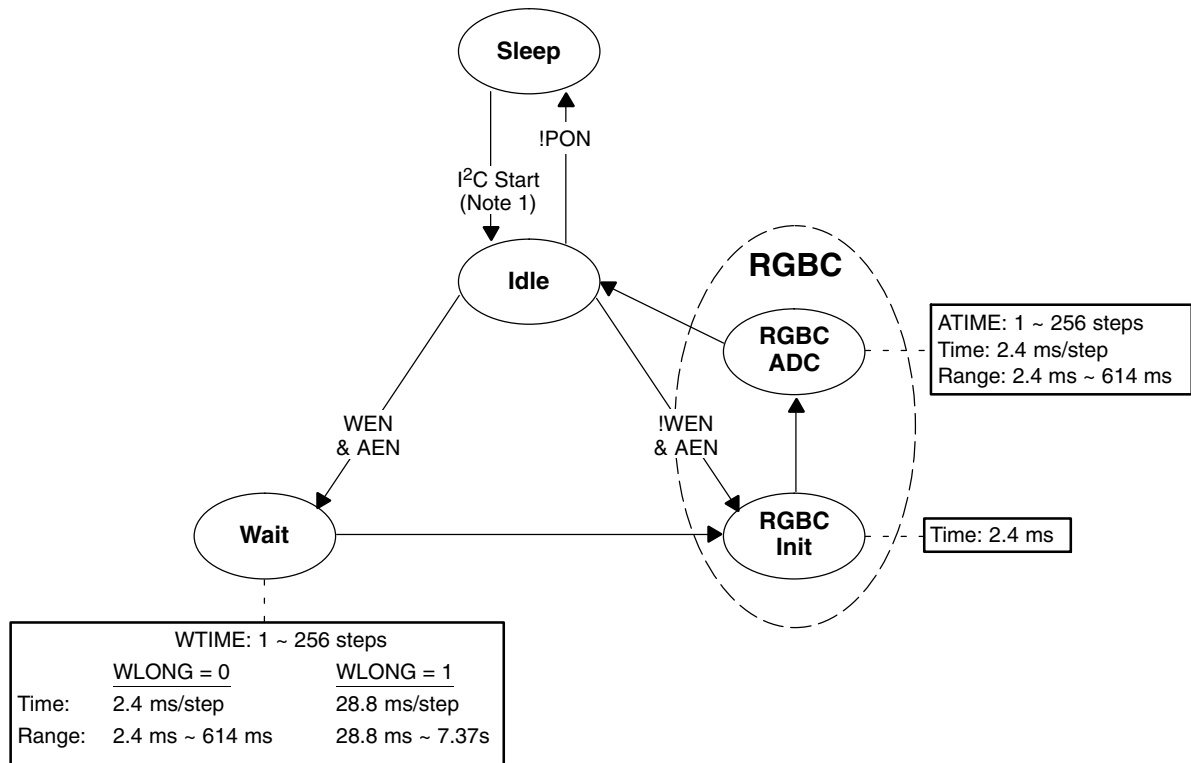 Sleep
!PON
I²C Start
(Note 1)
Idle
RGBC
RGBC
ADC
ATIME: 1 ~ 256 steps
Time: 2.4 ms/step
Range: 2.4 ms ~ 614 ms
WEN
& AEN
!WEN
& AEN
Wait
RGBC
Init
Time: 2.4 ms
WTIME: 1 ~ 256 steps
WLONG = 0 WLONG = 1
Time: 2.4 ms/step 28.8 ms/step
Range: 2.4 ms ~ 614 ms 28.8 ms ~ 7.37s